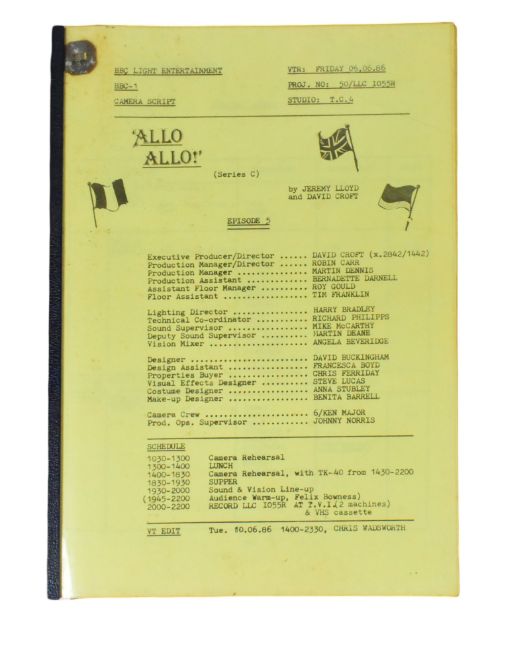 BBC LIGHT ENTERTAINMENT VTR: FRIDAY 06.06.86
BBC-1 PROJ. NO: 50/LLC 1055R
CAMERA SCRIPT STUDIO: T.C.4
'ALLO
ALLO!'
(Series C)
by JEREMY LLOYD
and DAVID CROFT
EPISODE 5
Executive Producer/Director ...... DAVID CROFT (x.2842/1442)
Production Manager/Director ...... ROBIN CARR
Production Manager ............... MARTIN DENNIS
Production Assistant ............. BERNADETTE DARNELL
Assistant Floor Manager .......... ROY GOULD
Floor Assistant .................. TIM FRANKLIN
Lighting Director ................ HARRY BRADLEY
Technical Co-ordinator ........... RICHARD PHILIPPS
Sound Supervisor ................. MIKE McCARTHY
Deputy Sound Supervisor .......... MARTIN DEANE
Vision Mixer ..................... ANGELA BEVERIDGE
Designer ......................... DAVID BUCKINGHAM
Design Assistant ................. FRANCESCA BOYD
Properties Buyer ................. CHRIS FERRIDAY
Visual Effects Designer .......... STEVE LUCAS
Costume Designer ................. ANNA STUBLEY
Make-up Designer ................. BENITA BARRELL
Camera Crew ...................... 6/KEN MAJOR
Prod. Ops. Supervisor ............ JOHNNY NORRIS
SCHEDULE
1030-1300 Camera Rehearsal
1300-1400 LUNCH
1400-1830 Camera Rehearsal, with TK-40 from 1430-2200
1830-1930 SUPPER
1930-2000 Sound & Vision Line-up
(1945-2200 Audience Warm-up, Felix Bowness)
2000-2200 RECORD LLC 1055R AT T.V.I.(2 machines)
& VHS cassette
VT EDIT Tue. 10.06.86 1400-2330, CHRIS WADSWORTH